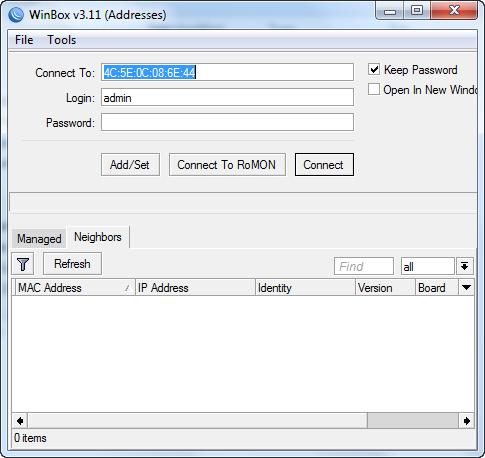 WinBox v3.11 (Addresses)
File Tools
Connect To: 4C:5E:0C:08:6E:44
Keep Password
Login: admin
Open In New Windo
Password:
Add/Set Connect To RoMON Connect
Managed Neighbors
Refresh Find all
MAC Address IP Address Identity Version Board
0 items